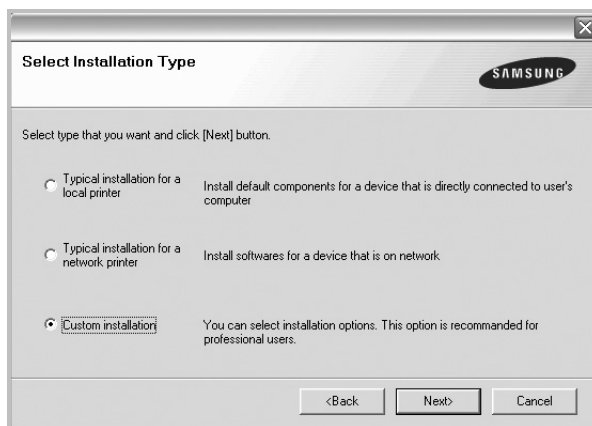 Select Installation Type
SAMSUNG
Select type that you want and click [Next] button.
Typical installation for a
local printer
Install default components for a device that is directly connected to user's
computer
Typical installation for a
network printer
Install softwares for a device that is on network
Custom installation
You can select installation options. This option is recommanded for
professional users.
<Back
Next>
Cancel